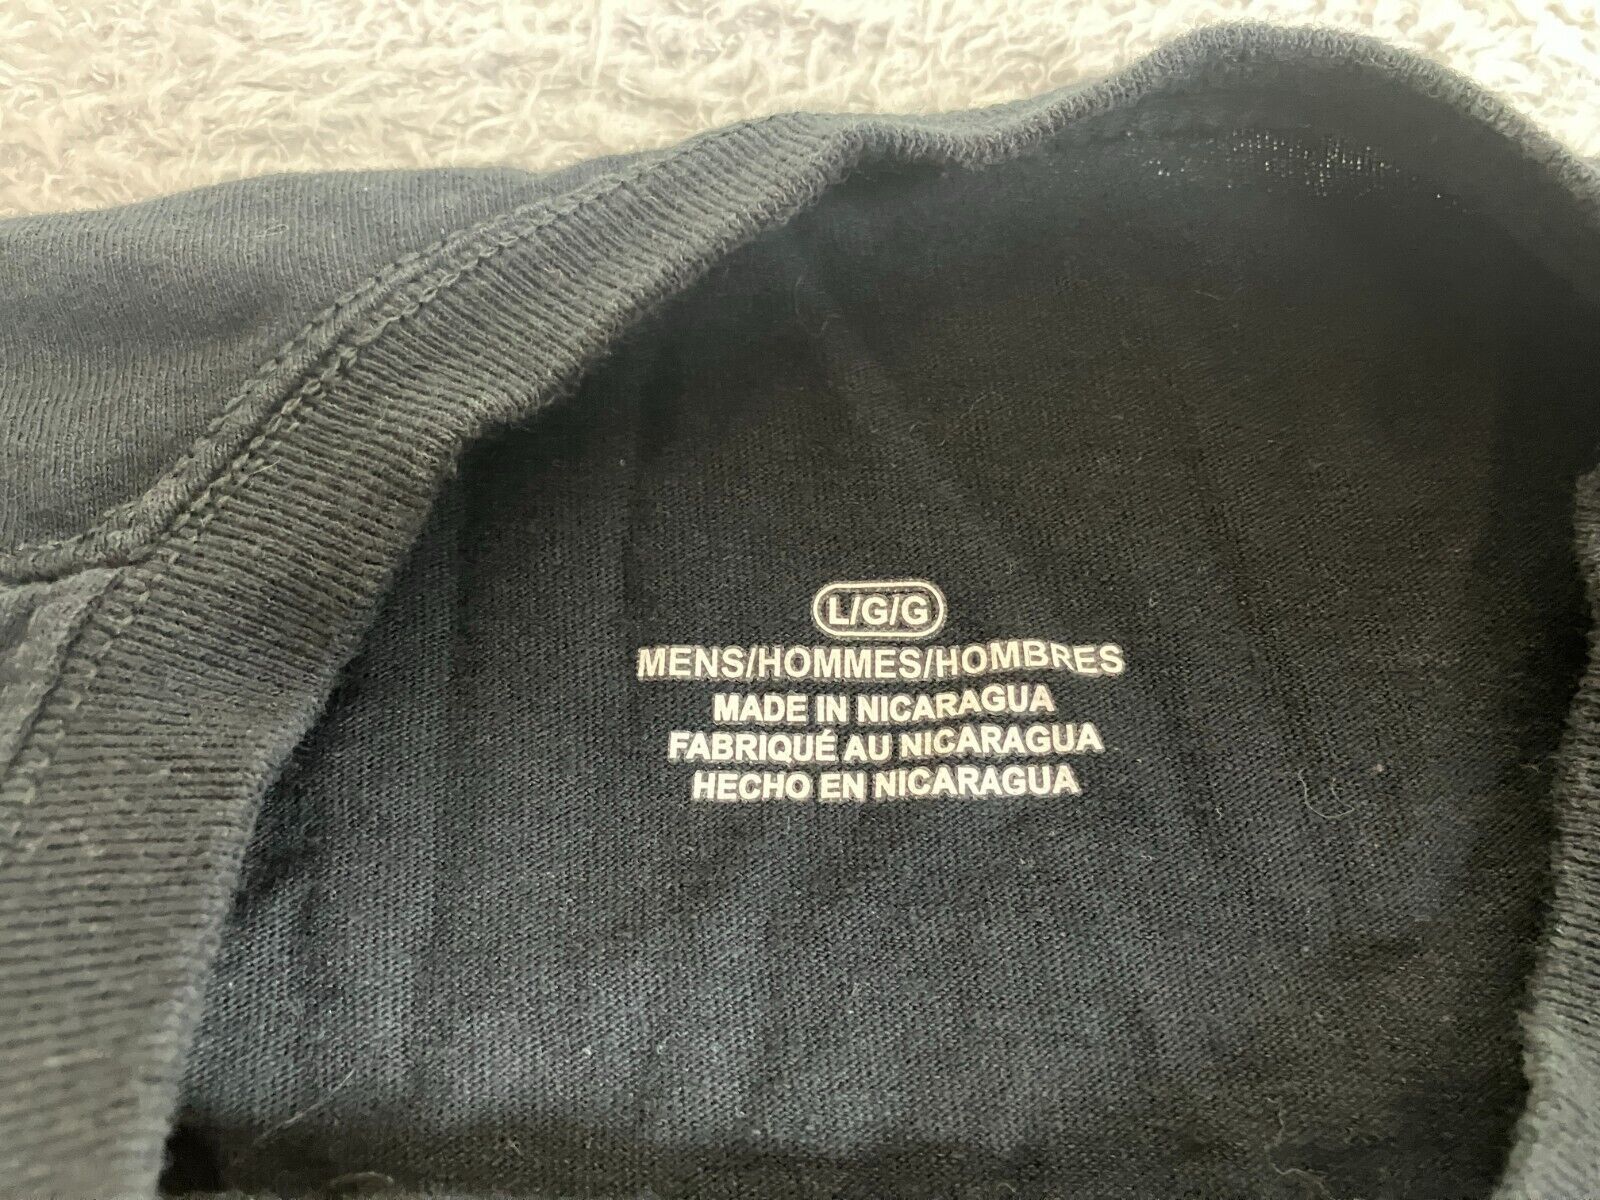 L/G/G
MENS/HOMMES/HOMBRES
MADE IN NICARAGUA
FABRIQUÉ AU NICARAGUA
HECHO EN NICARAGUA